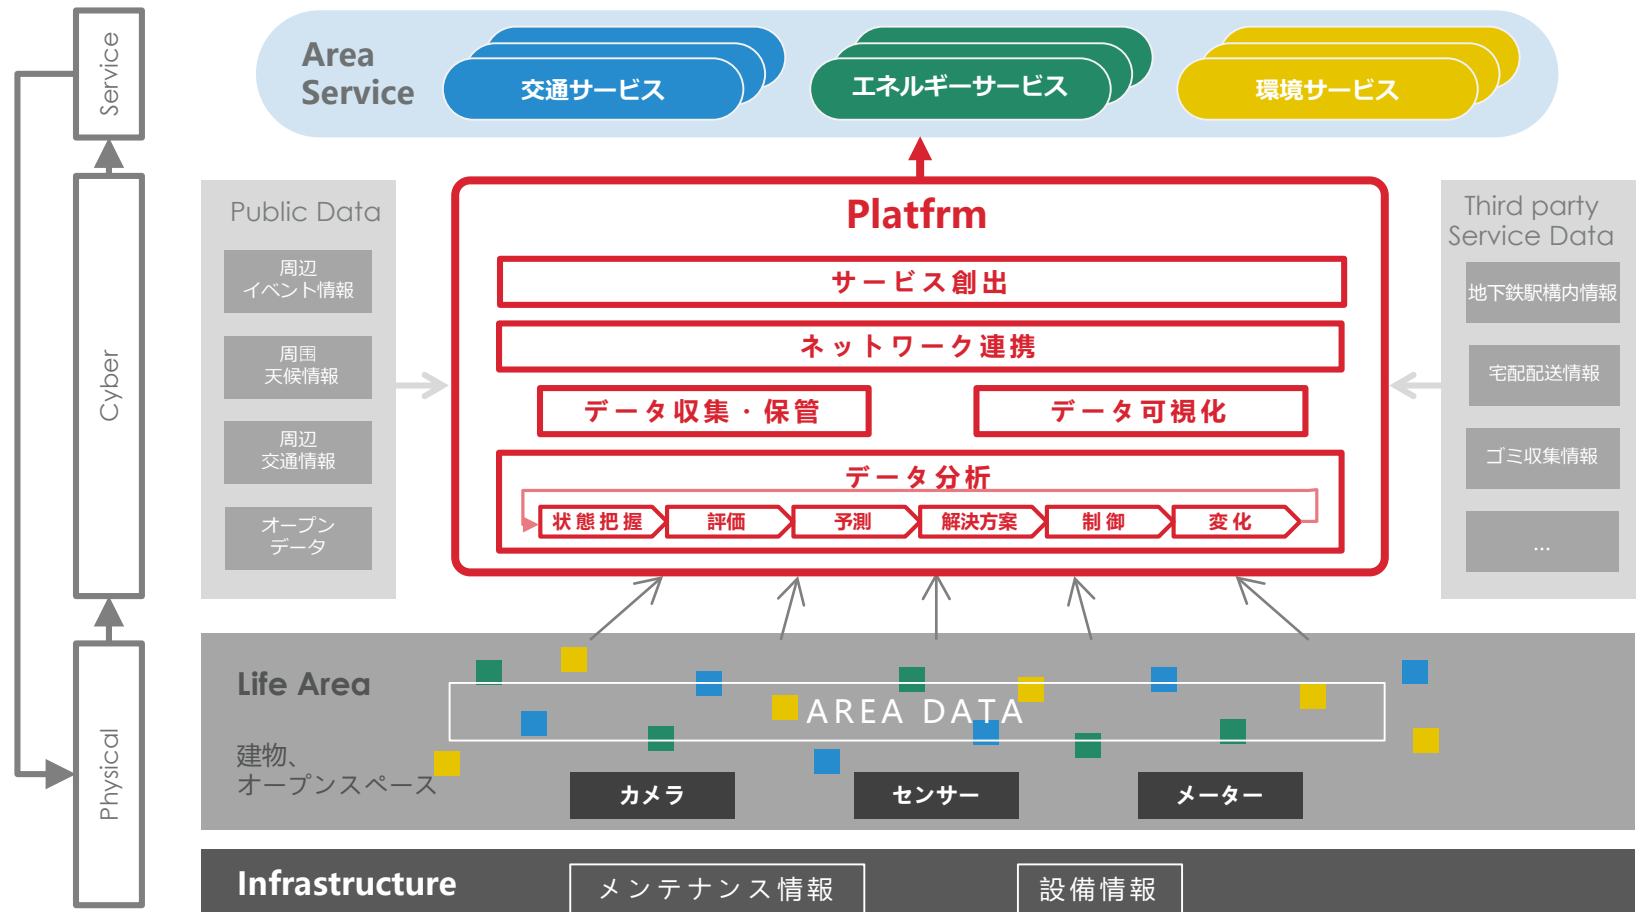 Service
Cyber
Physical
Area
Service
交通サービス
エネルギーサービス
環境サービス
Public Data
周辺
イベント情報
周囲
天候情報
周辺
交通情報
オープン
データ
Platfrm
サービス創出
ネットワーク連携
データ収集・保管
データ可視化
データ分析
状態把握
評価
予測
解決方案
制御
変化
Third party
Service Data
地下鉄駅構内情報
宅配配送情報
ゴミ収集情報
...
Life Area
建物、
オープンスペース
AREA DATA
カメラ
センサー
メーター
Infrastructure
メンテナンス情報
設備情報